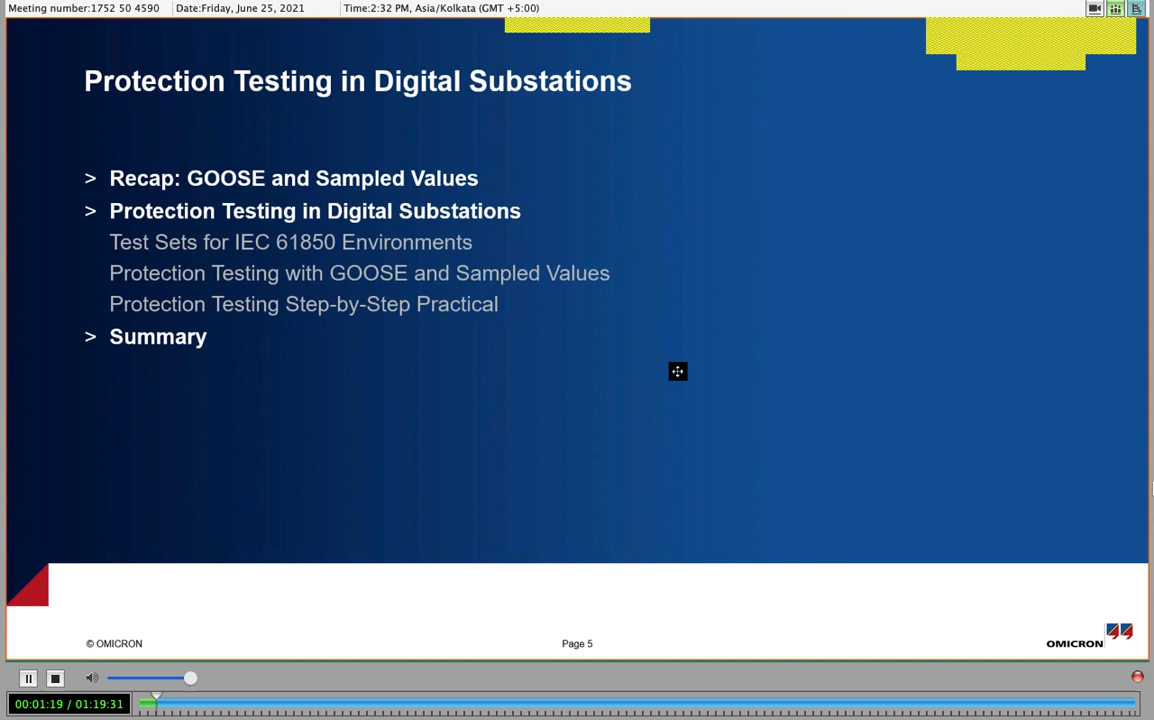 Meeting number:1752 50 4590 Date:Friday, June 25, 2021 Time:2:32 PM, Asia/Kolkata (GMT +5:00)
Protection Testing in Digital Substations
> Recap: GOOSE and Sampled Values
> Protection Testing in Digital Substations
Test Sets for IEC 61850 Environments
Protection Testing with GOOSE and Sampled Values
Protection Testing Step-by-Step Practical
> Summary
© OMICRON Page 5 OMICRON
00:01:19 / 01:19:31